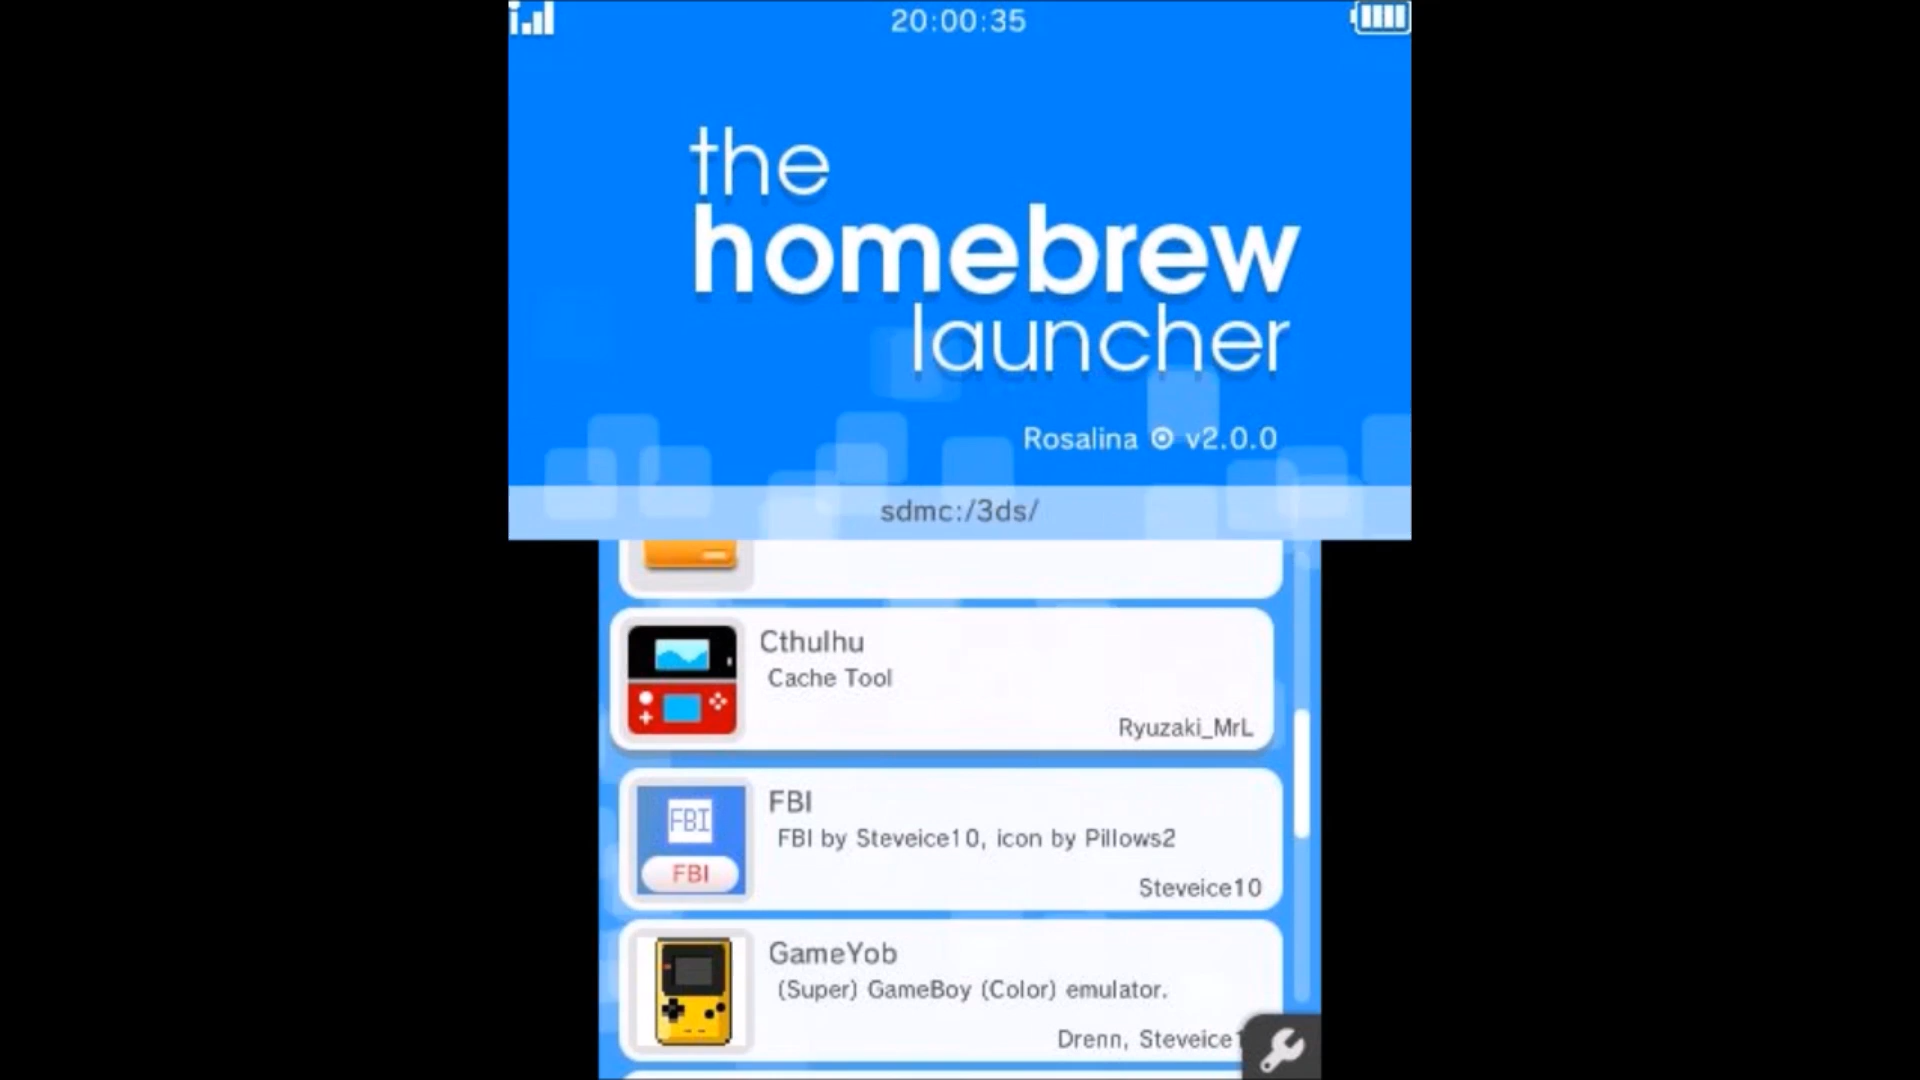 20:00:35
the
homebrew
launcher
Rosalina ⊙ v2.0.0
sdmc:/3ds/
Cthulhu
Cache Tool
Ryuzaki_MrL
FBI
FBI
FBI
FBI by Steveice10, icon by Pillows2
Steveice10
GameYob
(Super) GameBoy (Color) emulator.
Drenn, Steveice1